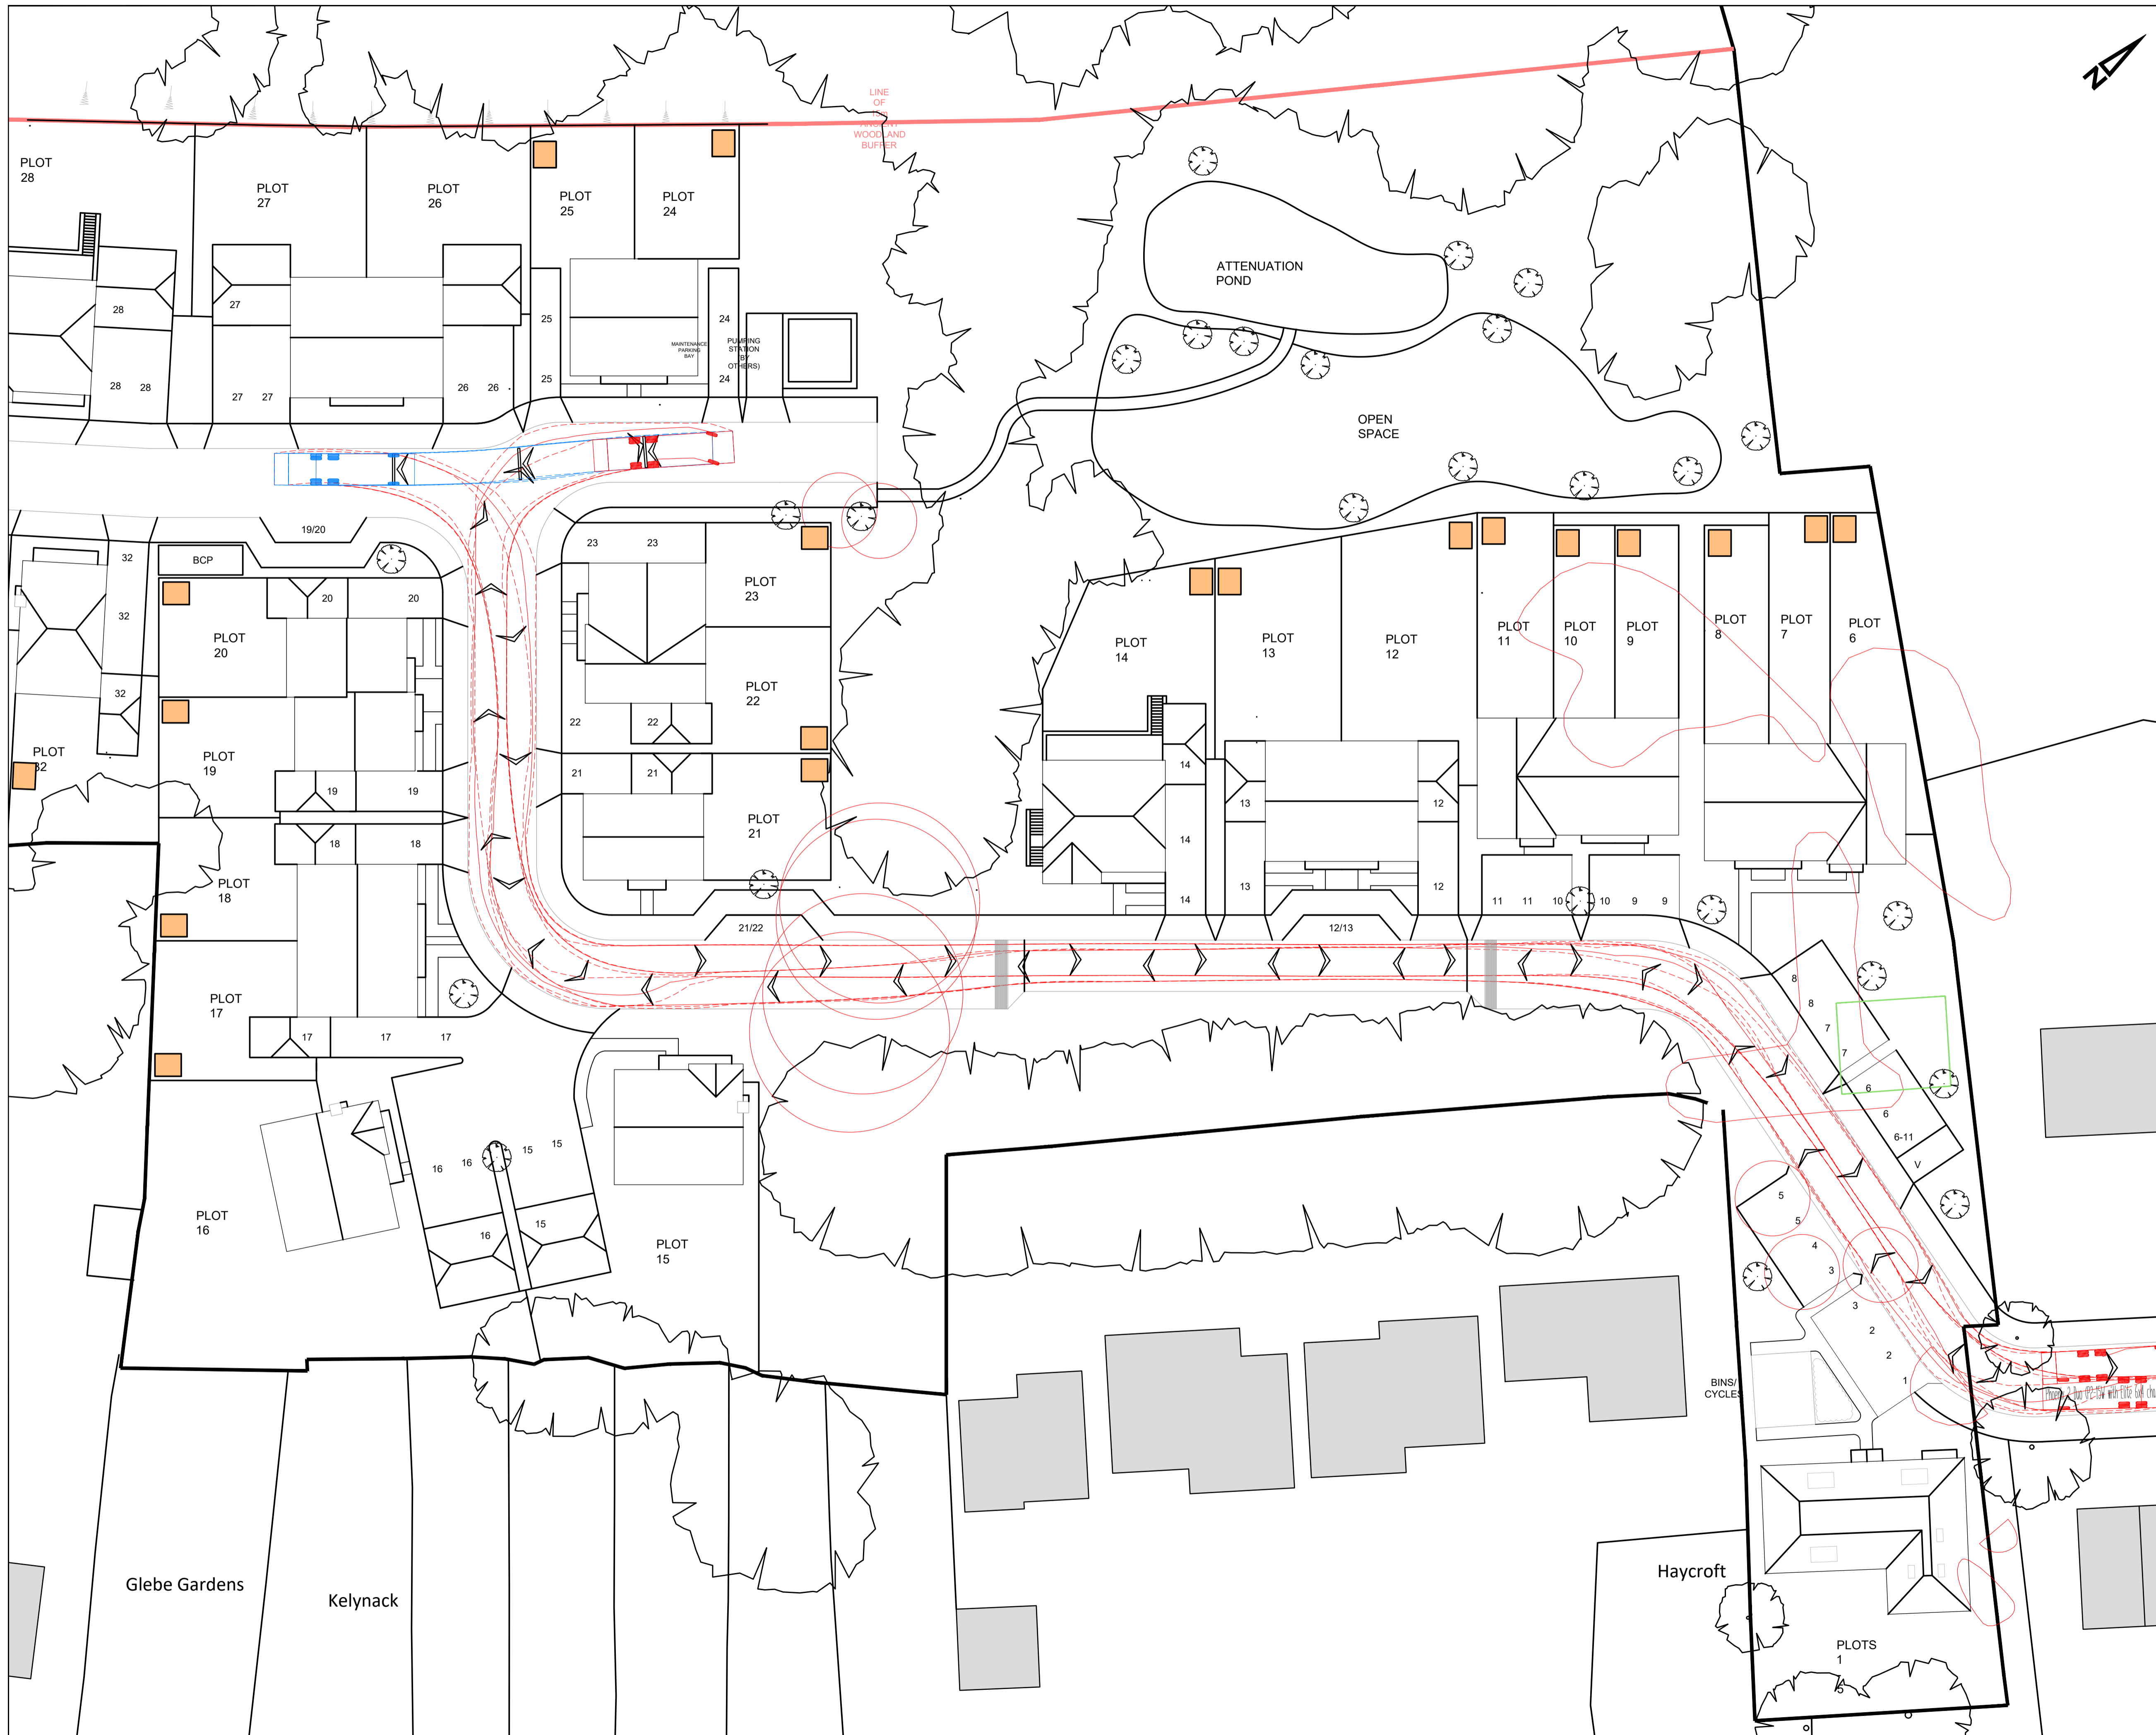 N
LINE
OF
WOODLAND
BUFFER
PLOT
28
PLOT
27
PLOT
26
PLOT
25
PLOT
24
28
27
25
24
28
28
27
27
26
26
25
24
MAINTENANCE
PARKING
BAY
PUMPING
STATION
(BY
OTHERS)
ATTENUATION
POND
OPEN
SPACE
19/20
BCP
32
32
32
PLOT
32
20
20
PLOT
20
PLOT
19
19
19
18
18
PLOT
18
PLOT
17
17
17
17
23
23
PLOT
23
PLOT
22
22
22
21
21
PLOT
21
21/22
PLOT
14
PLOT
13
PLOT
12
PLOT
11
PLOT
10
PLOT
9
PLOT
8
PLOT
7
PLOT
6
14
14
14
13
13
12
12
12/13
11
11
10
10
9
9
8
8
7
7
6
6
6-11
V
5
5
4
3
3
2
2
1
PLOT
16
16
16
15
15
16
15
PLOT
15
BINS/
CYCLES
Glebe Gardens
Kelynack
Haycroft
PLOTS
1
5